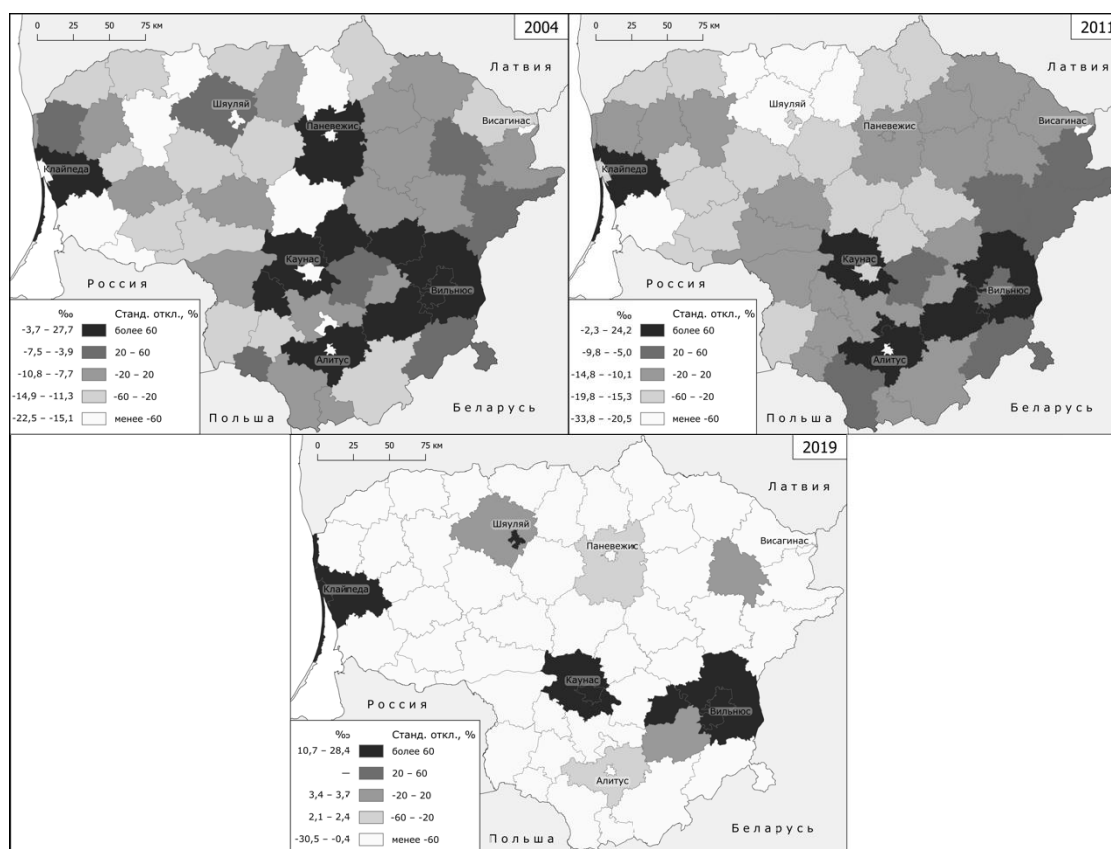 0 25 50 75 км
2004
Латвия
Шяуляй
Паневежис
Висагинас
Клайпеда
Каунас
Вильнюс
Россия
Алитус
Польша
Беларусь
‰ Станд. откл., %
-3,7 – 27,7 более 60
-7,5 – -3,9 20 – 60
-10,8 – -7,7 -20 – 20
-14,9 – -11,3 -60 – -20
-22,5 – -15,1 менее -60
0 25 50 75 км
2011
Латвия
Шяуляй
Паневежис
Висагинас
Клайпеда
Каунас
Вильнюс
Россия
Алитус
Польша
Беларусь
‰ Станд. откл., %
-2,3 – 24,2 более 60
-9,8 – -5,0 20 – 60
-14,8 – -10,1 -20 – 20
-19,8 – -15,3 -60 – -20
-33,8 – -20,5 менее -60
0 25 50 75 км
2019
Латвия
Шяуляй
Паневежис
Висагинас
Клайпеда
Каунас
Вильнюс
Россия
Алитус
Польша
Беларусь
‰ Станд. откл., %
10,7 – 28,4 более 60
— 20 – 60
3,4 – 3,7 -20 – 20
2,1 – 2,4 -60 – -20
-30,5 – -0,4 менее -60